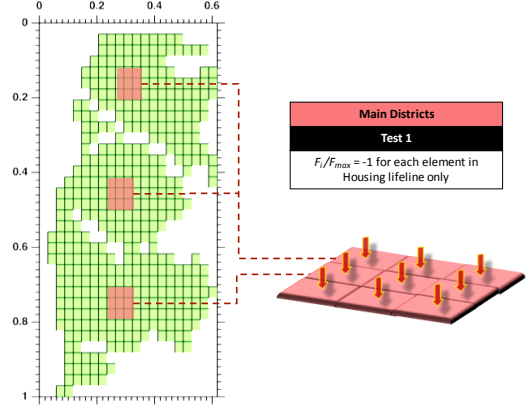 0 0.2 0.4 0.6
0
0.2
0.4
0.6
0.8
1
Main Districts
Test 1
Fi/Fmax = -1 for each element in
Housing lifeline only